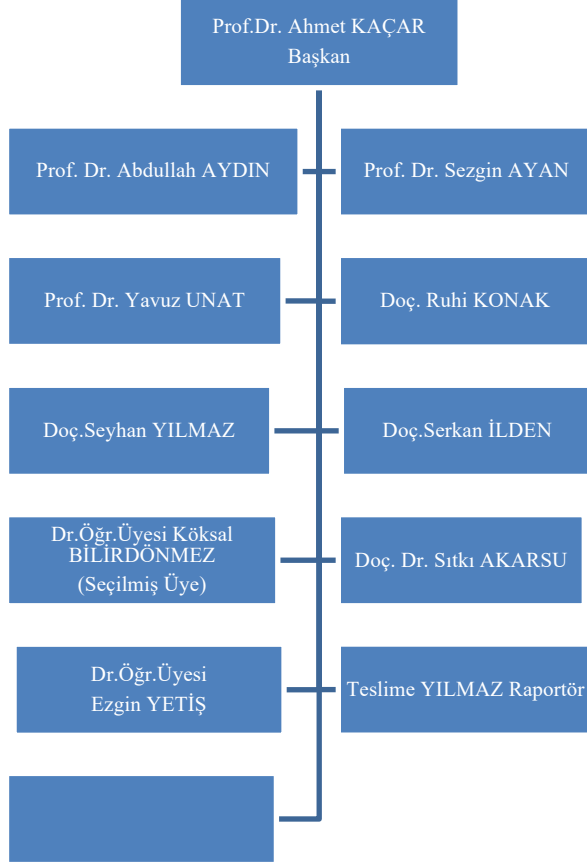 Prof.Dr. Ahmet KAÇAR
Başkan
Prof. Dr. Abdullah AYDIN
Prof. Dr. Sezgin AYAN
Prof. Dr. Yavuz UNAT
Doç. Ruhi KONAK
Doç.Seyhan YILMAZ
Doç.Serkan İLDEN
Dr.Öğr.Üyesi Köksal
BİLİRDÖNMEZ
(Seçilmiş Üye)
Doç. Dr. Sıtkı AKARSU
Dr.Öğr.Üyesi
Ezgin YETİŞ
Teslime YILMAZ Raportör